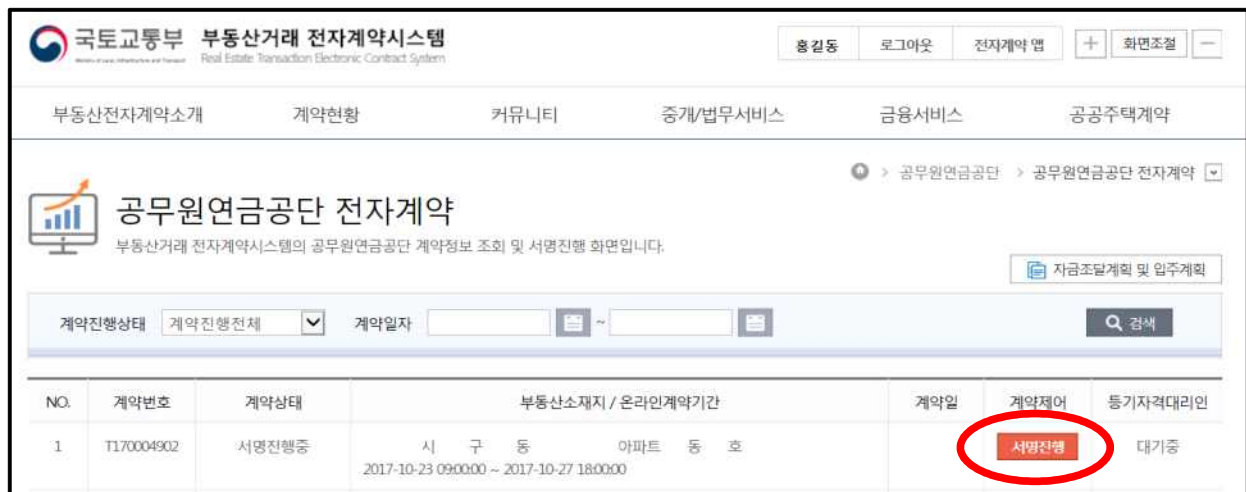 국토교통부 부동산거래 전자계약시스템
Ministry of Land, Infrastructure and Transport Real Estate Transaction Electronic Contract System
홍길동 로그아웃 전자계약 앱 + 화면조절 −
부동산전자계약소개 계약현황 커뮤니티 중개/법무서비스 금융서비스 공공주택계약
> 공무원연금공단 > 공무원연금공단 전자계약
공무원연금공단 전자계약
부동산거래 전자계약시스템의 공무원연금공단 계약정보 조회 및 서명진행 화면입니다.
자금조달계획 및 입주계획
계약진행상태 계약진행전체 계약일자 ~ 검색
NO. 계약번호 계약상태 부동산소재지 / 온라인계약기간 계약일 계약제어 등기자격대리인
1 T170004902 서명진행중 시 구 동 아파트 동 호 서명진행 대기중
2017-10-23 09:00:00 ~ 2017-10-27 18:00:00